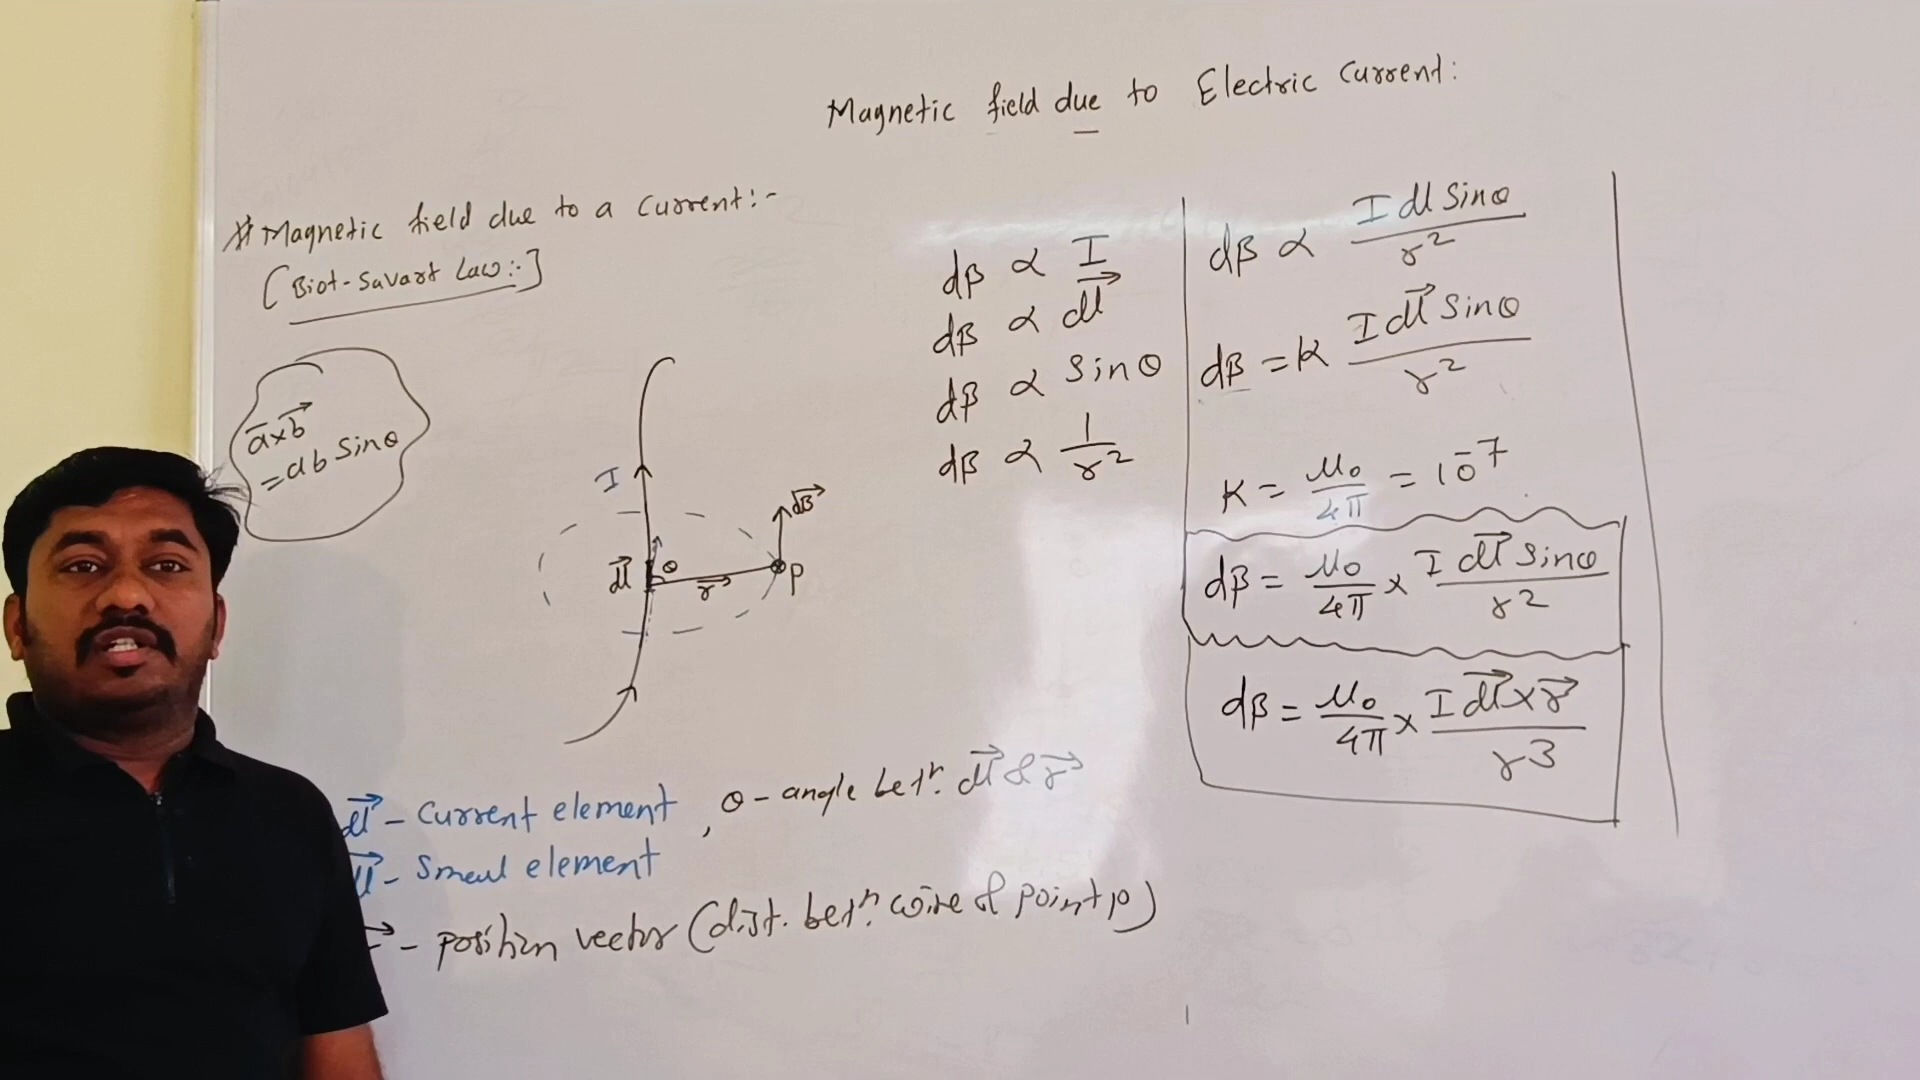 Magnetic field due to Electric Current:
* Magnetic field due to a Current:-
[Biot-Savart Law:-]
a⃗×b⃗
=ab Sinθ
I
dl⃗
θ
r⃗
dB⃗
P
dB ∝ I
dB ∝ dl⃗
dB ∝ Sinθ
dB ∝ 1/r²
dB ∝ I dl Sinθ / r²
dB = K I dl⃗ Sinθ / r²
K = μ₀/4π = 10⁻⁷
dB = μ₀/4π × I dl⃗ Sinθ / r²
dB = μ₀/4π × I dl⃗ × r⃗ / r³
dl⃗ - Current element, θ - angle betⁿ. dl⃗ & r⃗
dl⃗ - Small element
- position vector (dist. betⁿ. wire & point p)